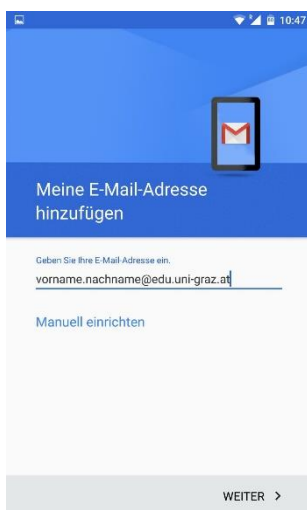 10:47
Meine E-Mail-Adresse
hinzufügen
Geben Sie Ihre E-Mail-Adresse ein.
vorname.nachname@edu.uni-graz.at
Manuell einrichten
WEITER >